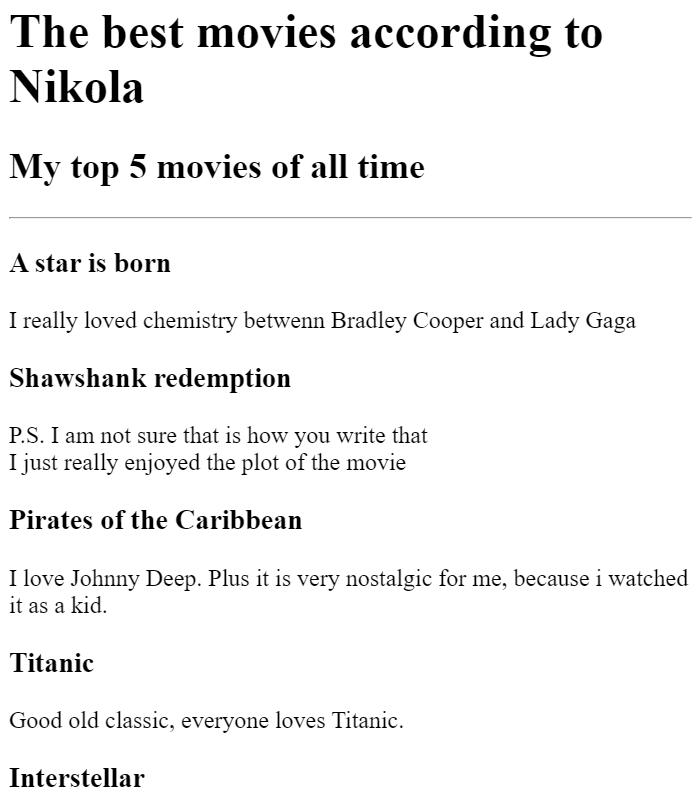 The best movies according to
Nikola
My top 5 movies of all time
A star is born
I really loved chemistry betwenn Bradley Cooper and Lady Gaga
Shawshank redemption
P.S. I am not sure that is how you write that
I just really enjoyed the plot of the movie
Pirates of the Caribbean
I love Johnny Deep. Plus it is very nostalgic for me, because i watched
it as a kid.
Titanic
Good old classic, everyone loves Titanic.
Interstellar